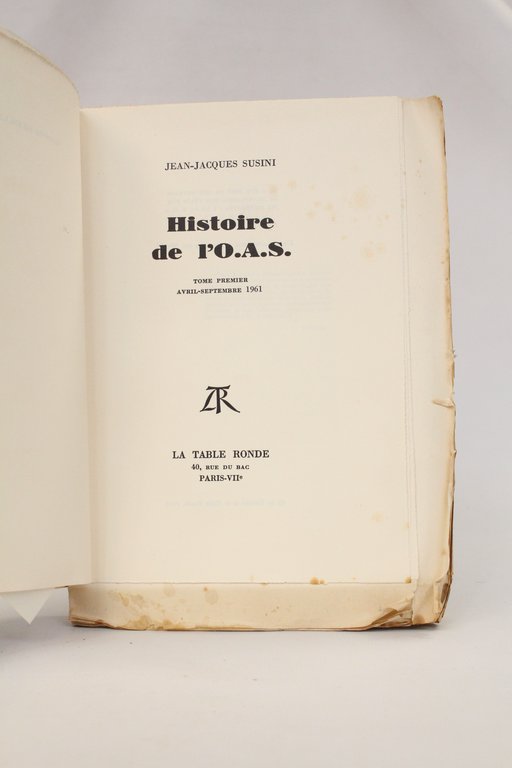 JEAN-JACQUES SUSINI
Histoire
de l'O.A.S.
TOME PREMIER
AVRIL-SEPTEMBRE 1961
LTR
LA TABLE RONDE
40, RUE DU BAC
PARIS-VIIe